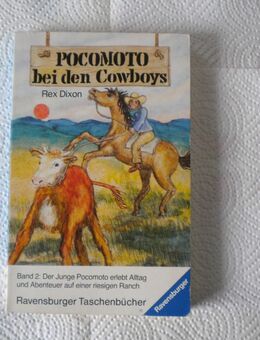 POCOMOTO
bei den Cowboys
Rex Dixon
Band 2: Der Junge Pocomoto erlebt Alltag
und Abenteuer auf einer riesigen Ranch
Ravensburger Taschenbücher
Ravensburger